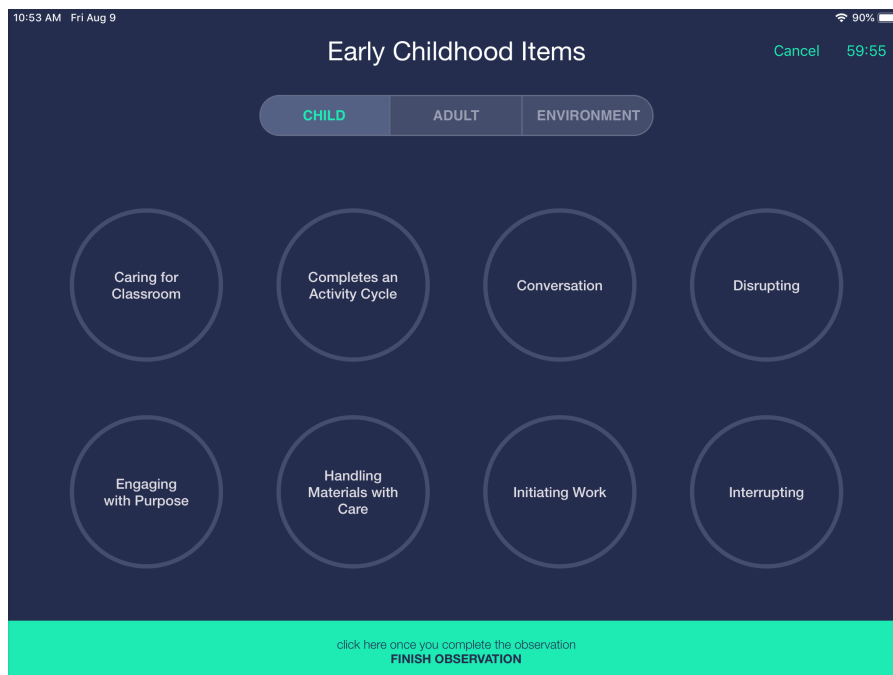 10:53 AM Fri Aug 9
90%
Early Childhood Items
Cancel
59:55
CHILD
ADULT
ENVIRONMENT
Caring for
Classroom
Completes an
Activity Cycle
Conversation
Disrupting
Engaging
with Purpose
Handling
Materials with
Care
Initiating Work
Interrupting
click here once you complete the observation
FINISH OBSERVATION